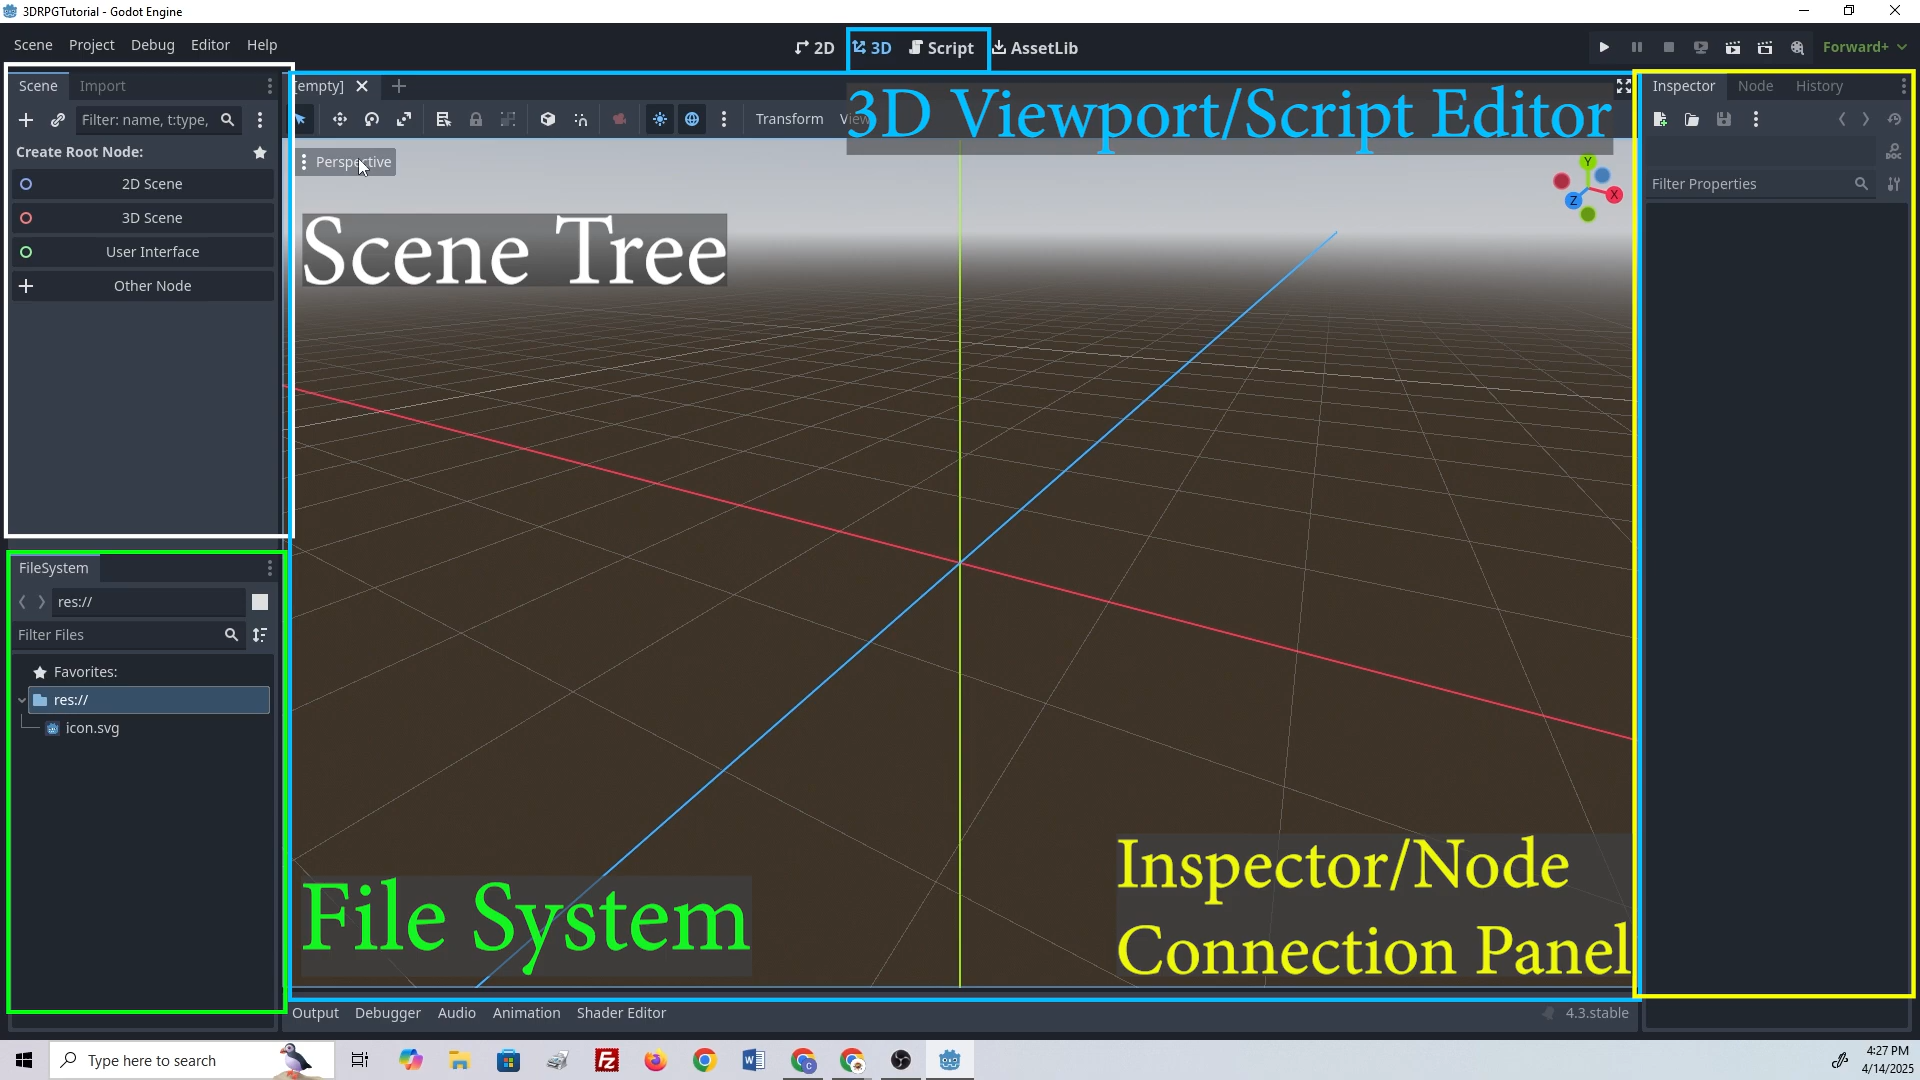 3DRPGTutorial - Godot Engine
Scene Project Debug Editor Help
2D 3D Script AssetLib
Forward+
Scene Import
[empty]
Inspector Node History
Filter: name, t:type,
Transform View
3D Viewport/Script Editor
Create Root Node:
Perspective
2D Scene
3D Scene
User Interface
Other Node
Scene Tree
Y
X
Z
DOC
Filter Properties
FileSystem
res://
Filter Files
Favorites:
res://
icon.svg
File System
Inspector/Node
Connection Panel
Output Debugger Audio Animation Shader Editor
4.3.stable
Type here to search
4:27 PM
4/14/2025